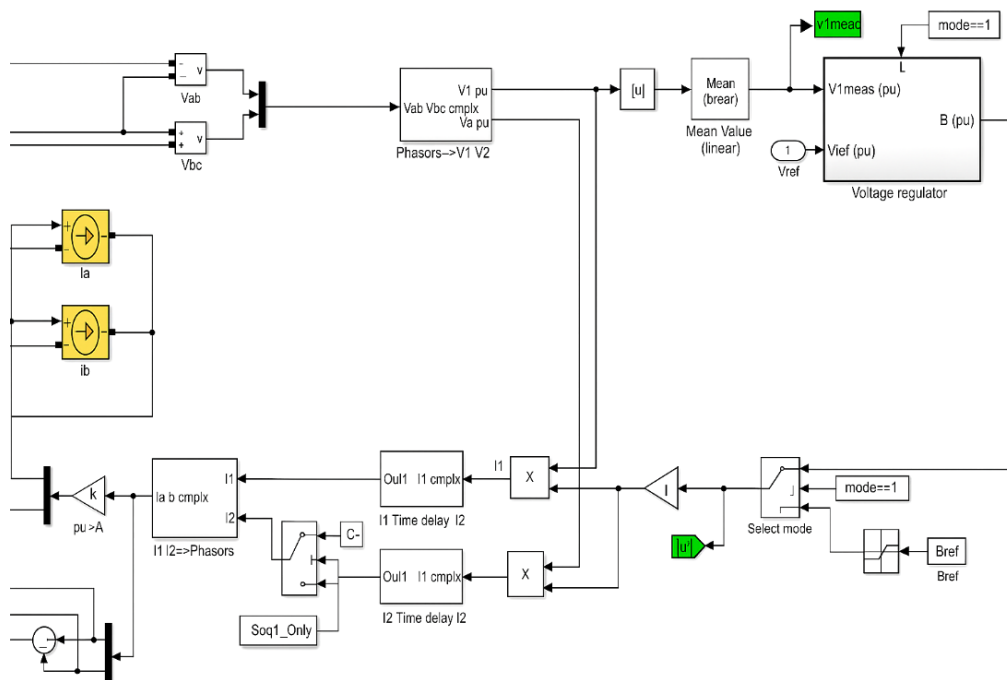 v1mead
mode==1
v
Vab
v
Vbc
V1 pu
Vab Vbc cmplx
Va pu
Phasors–>V1 V2
|u|
Mean
(brear)
Mean Value
(linear)
L
V1meas (pu)
B (pu)
Vief (pu)
1
Vref
Voltage regulator
Ia
ib
k
pu>A
Ia b cmplx
I1
I2
I1 I2=>Phasors
Oul1 I1 cmplx
I1 Time delay I2
I1
X
I
Select mode
mode==1
|u'|
C-
Oul1 I1 cmplx
I2 Time delay I2
X
Soq1_Only
Bref
Bref